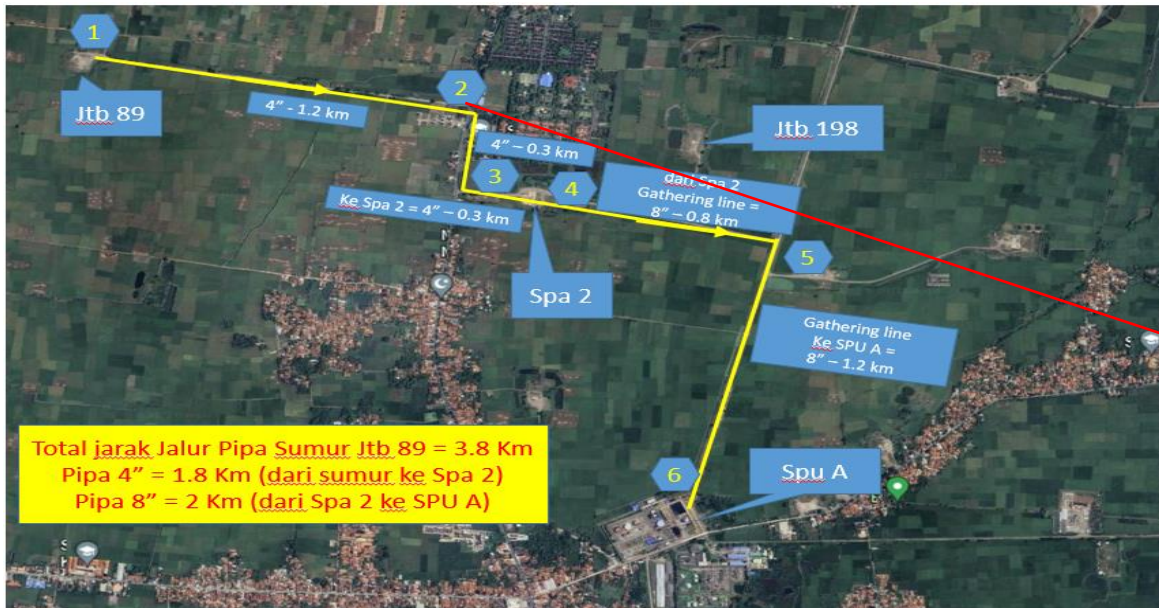 1
Jtb 89
4” - 1.2 km
2
4” – 0.3 km
Jtb 198
3
4
Ke Spa 2 = 4” – 0.3 km
dari Spa 2
Gathering line =
8” – 0.8 km
5
Spa 2
Gathering line
Ke SPU A =
8” – 1.2 km
Total jarak Jalur Pipa Sumur Jtb 89 = 3.8 Km
Pipa 4” = 1.8 Km (dari sumur ke Spa 2)
Pipa 8” = 2 Km (dari Spa 2 ke SPU A)
6
Spu A